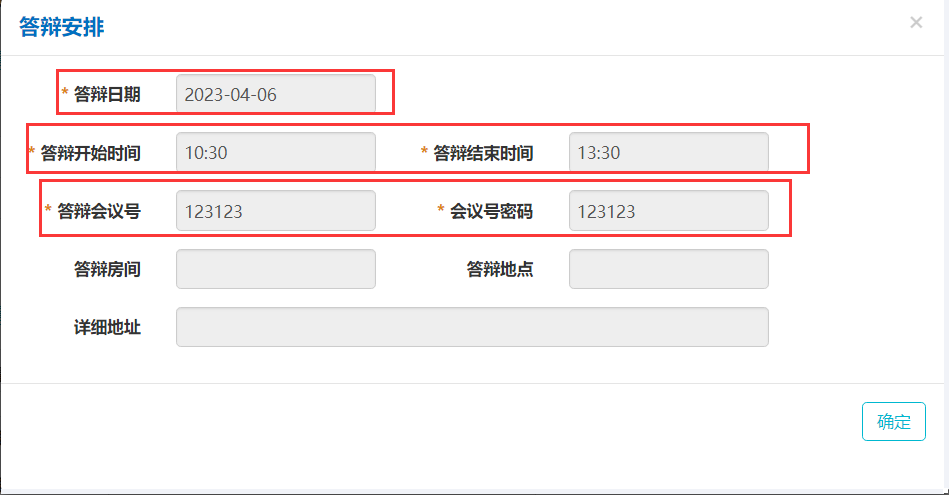 答辩安排 ×
* 答辩日期 2023-04-06
* 答辩开始时间 10:30 * 答辩结束时间 13:30
* 答辩会议号 123123 * 会议号密码 123123
答辩房间 答辩地点
详细地址
确定